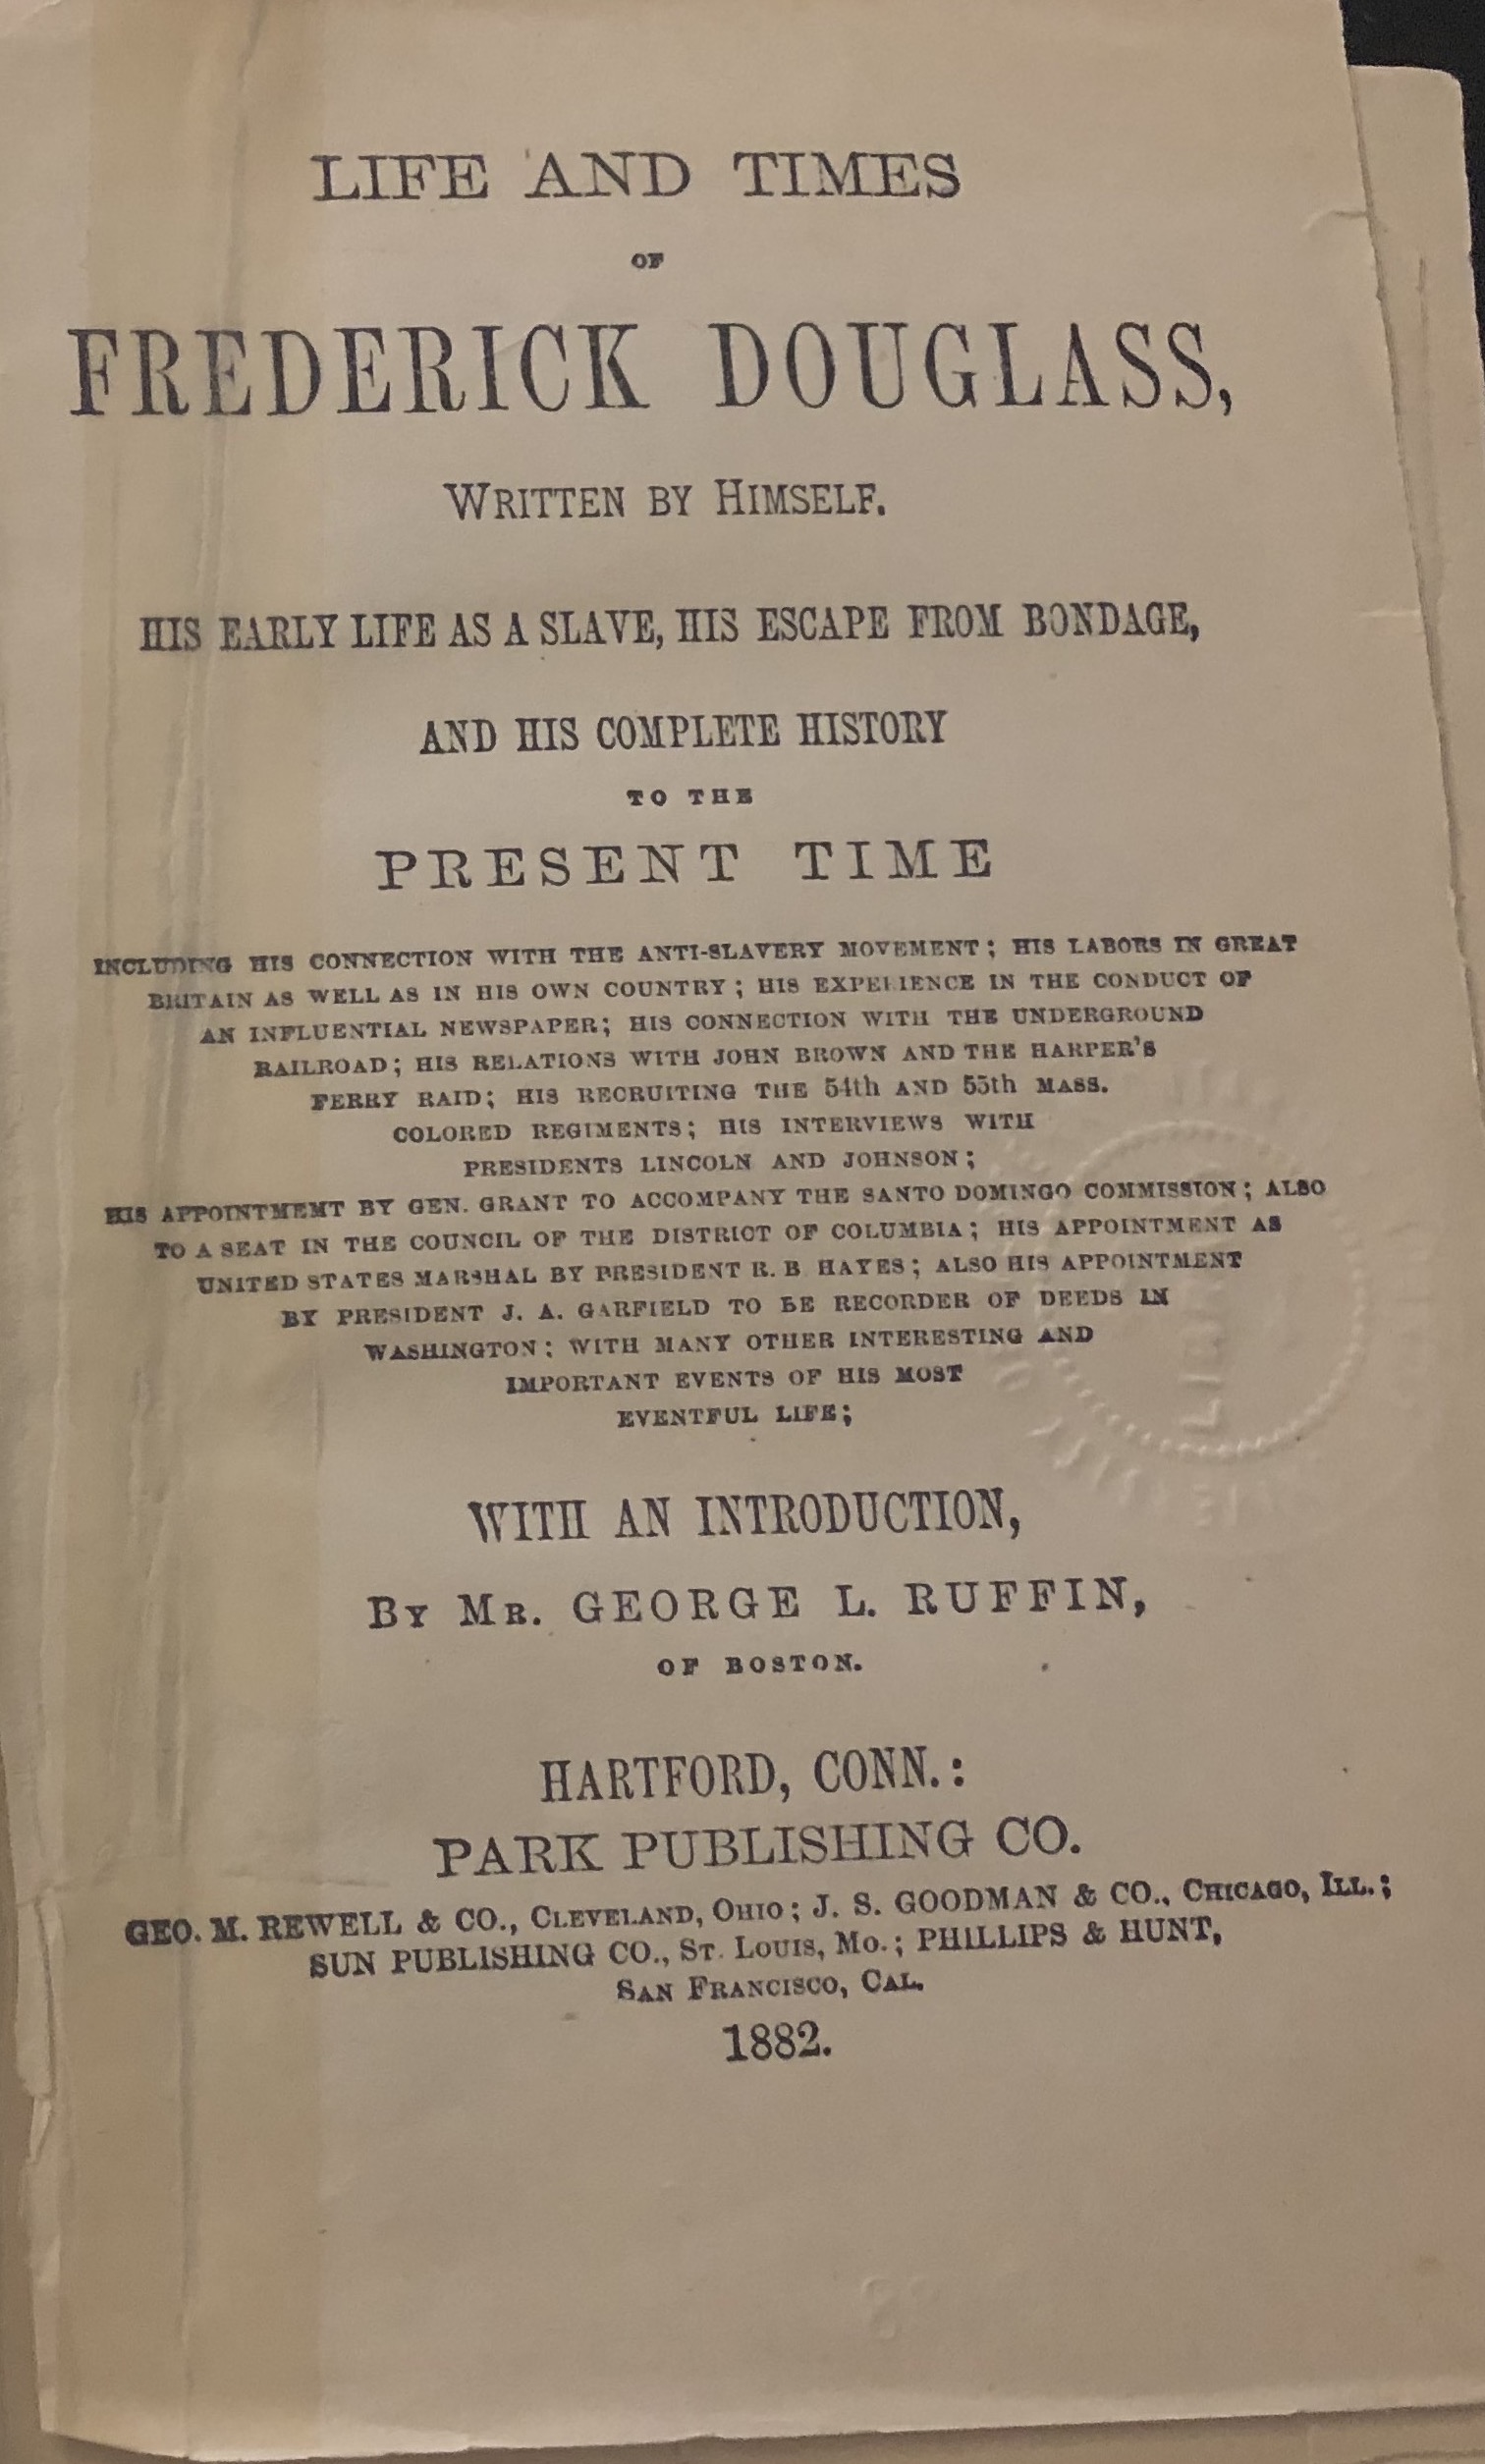 LIFE AND TIMES
OF
FREDERICK DOUGLASS,
WRITTEN BY HIMSELF.
HIS EARLY LIFE AS A SLAVE, HIS ESCAPE FROM BONDAGE,
AND HIS COMPLETE HISTORY
TO THE
PRESENT TIME
INCLUDING HIS CONNECTION WITH THE ANTI-SLAVERY MOVEMENT; HIS LABORS IN GREAT
BRITAIN AS WELL AS IN HIS OWN COUNTRY; HIS EXPERIENCE IN THE CONDUCT OF
AN INFLUENTIAL NEWSPAPER; HIS CONNECTION WITH THE UNDERGROUND
RAILROAD; HIS RELATIONS WITH JOHN BROWN AND THE HARPER'S
FERRY RAID; HIS RECRUITING THE 54th AND 55th MASS.
COLORED REGIMENTS; HIS INTERVIEWS WITH
PRESIDENTS LINCOLN AND JOHNSON;
HIS APPOINTMEMT BY GEN. GRANT TO ACCOMPANY THE SANTO DOMINGO COMMISSION; ALSO
TO A SEAT IN THE COUNCIL OF THE DISTRICT OF COLUMBIA; HIS APPOINTMENT AS
UNITED STATES MARSHAL BY PRESIDENT R. B HAYES; ALSO HIS APPOINTMENT
BY PRESIDENT J. A. GARFIELD TO BE RECORDER OF DEEDS IN
WASHINGTON; WITH MANY OTHER INTERESTING AND
IMPORTANT EVENTS OF HIS MOST
EVENTFUL LIFE;
WITH AN INTRODUCTION,
BY MR. GEORGE L. RUFFIN,
OF BOSTON.
HARTFORD, CONN.:
PARK PUBLISHING CO.
GEO. M. REWELL & CO., CLEVELAND, OHIO; J. S. GOODMAN & CO., CHICAGO, ILL.;
SUN PUBLISHING CO., ST. LOUIS, MO.; PHILLIPS & HUNT,
SAN FRANCISCO, CAL.
1882.